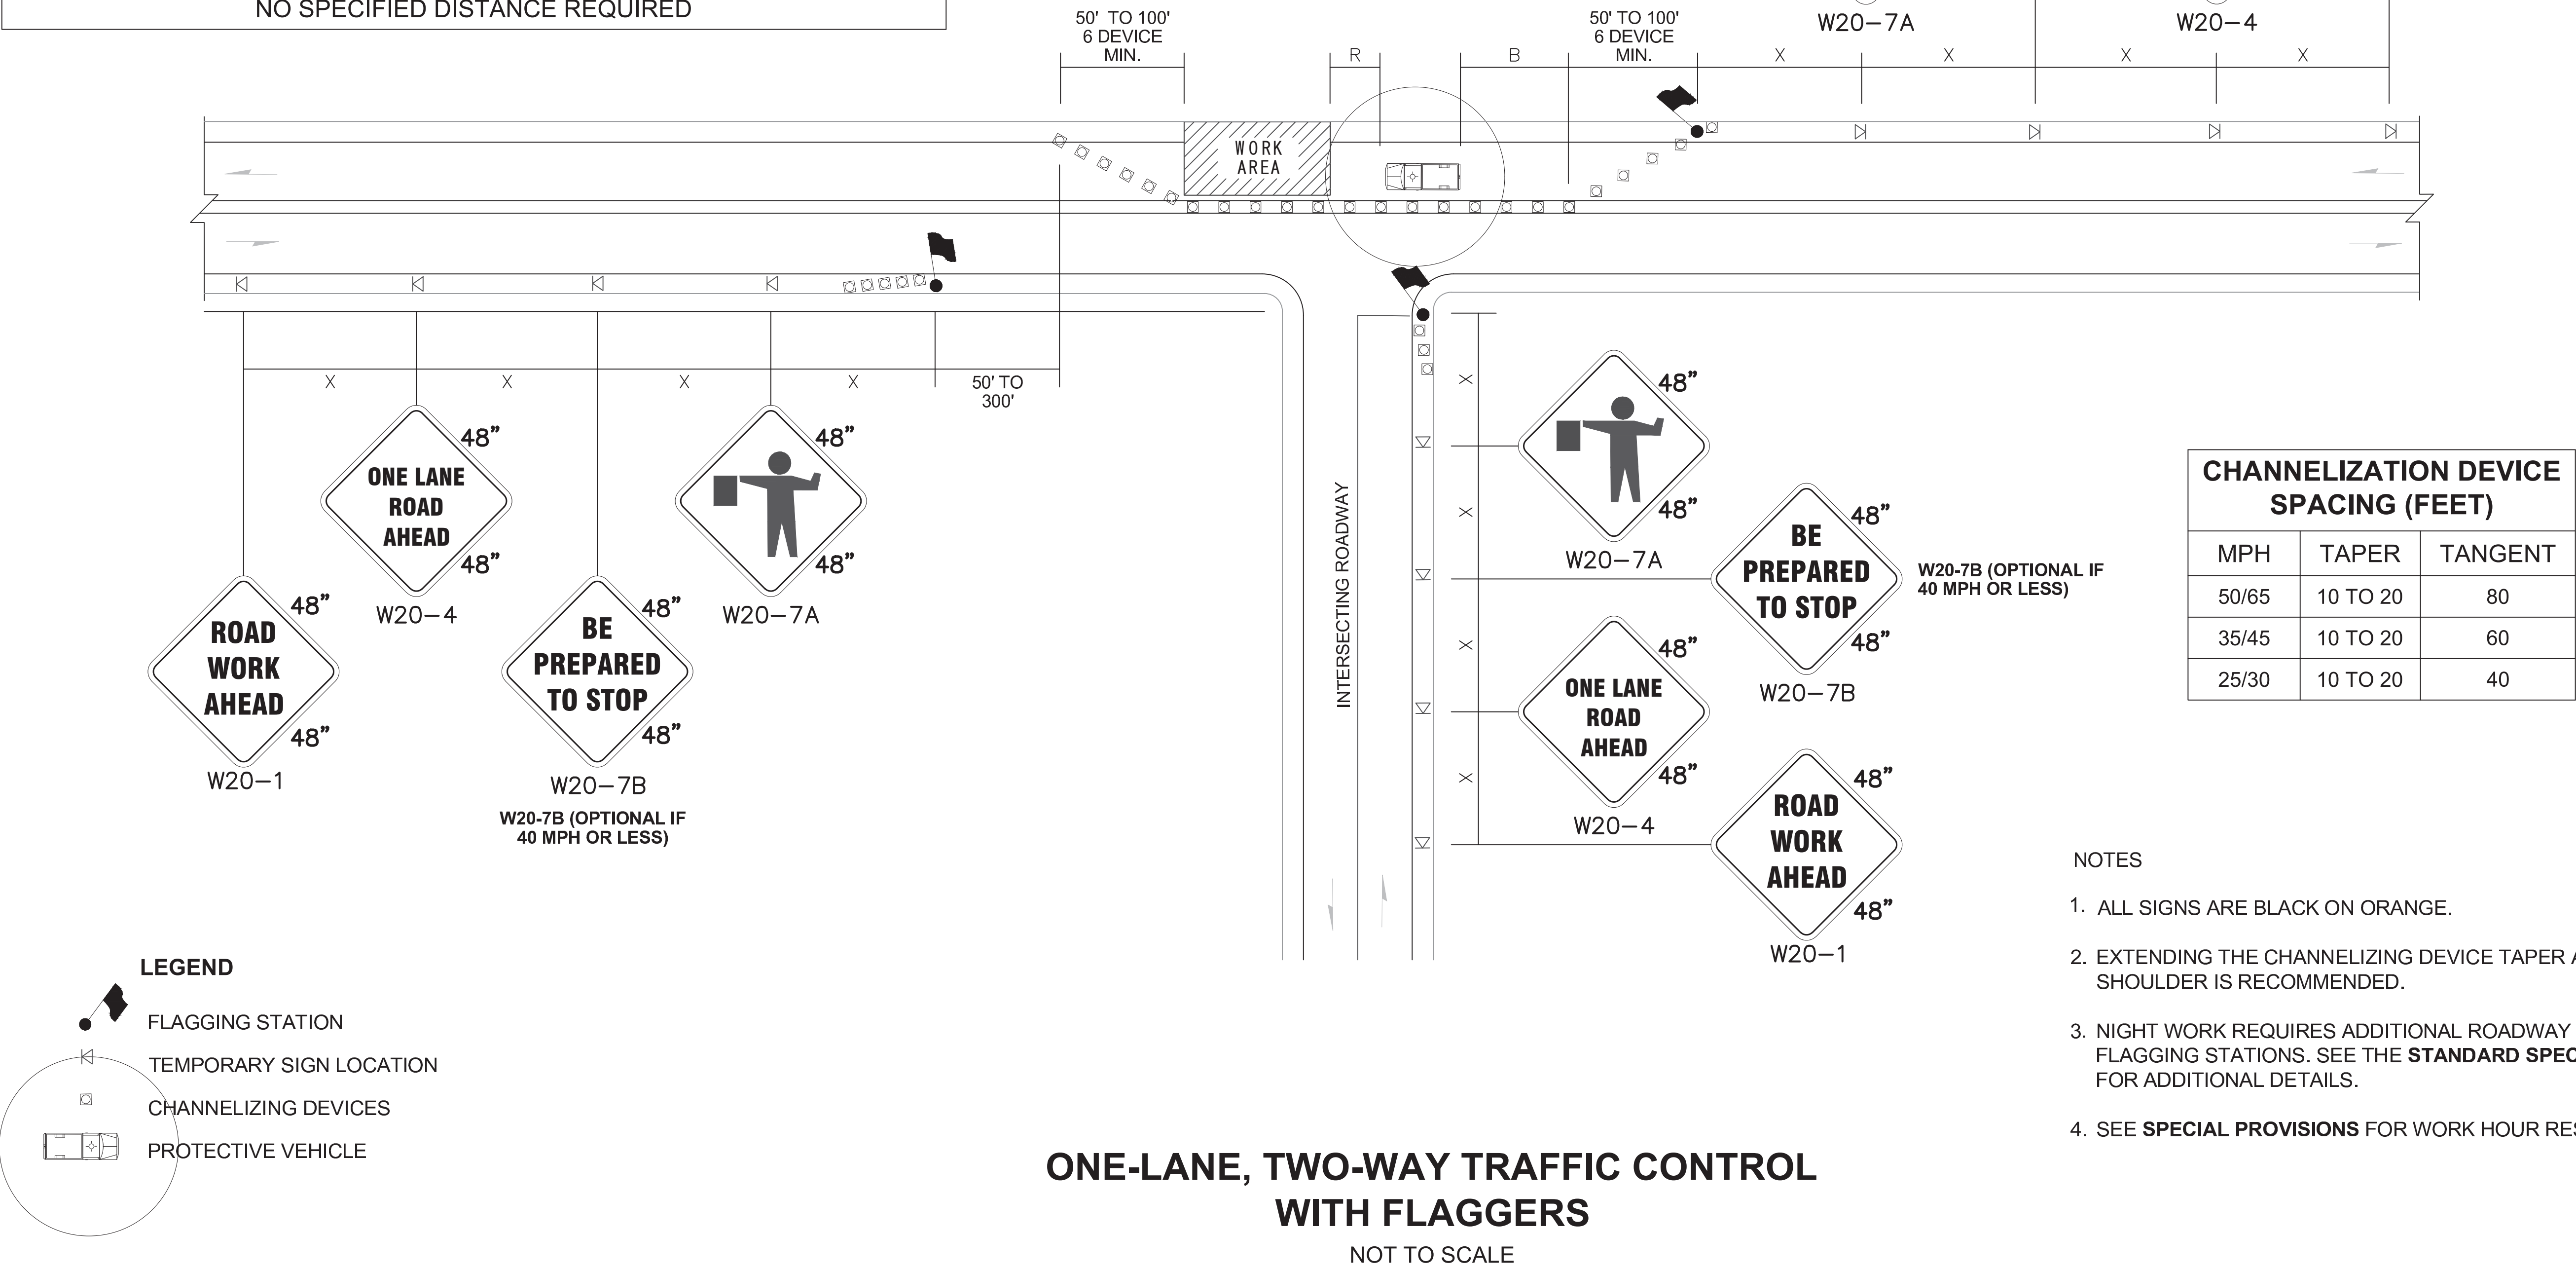 NO SPECIFIED DISTANCE REQUIRED
50' TO 100'
6 DEVICE
MIN.
R
B
50' TO 100'
6 DEVICE
MIN.
W20-7A
W20-4
X
X
X
X
WORK
AREA
X
X
X
X
50' TO
300'
48"
ONE LANE
ROAD
AHEAD
48"
W20-4
48"
48"
W20-7A
48"
ROAD
WORK
AHEAD
48"
W20-1
48"
BE
PREPARED
TO STOP
48"
W20-7B
W20-7B (OPTIONAL IF
40 MPH OR LESS)
INTERSECTING ROADWAY
X
X
X
X
48"
48"
W20-7A
48"
BE
PREPARED
TO STOP
48"
W20-7B
W20-7B (OPTIONAL IF
40 MPH OR LESS)
48"
ONE LANE
ROAD
AHEAD
48"
W20-4
48"
ROAD
WORK
AHEAD
48"
W20-1
CHANNELIZATION DEVICE
SPACING (FEET)
MPH TAPER TANGENT
50/65 10 TO 20 80
35/45 10 TO 20 60
25/30 10 TO 20 40
LEGEND
FLAGGING STATION
TEMPORARY SIGN LOCATION
CHANNELIZING DEVICES
PROTECTIVE VEHICLE
NOTES
1. ALL SIGNS ARE BLACK ON ORANGE.
2. EXTENDING THE CHANNELIZING DEVICE TAPER
SHOULDER IS RECOMMENDED.
3. NIGHT WORK REQUIRES ADDITIONAL ROADWAY
FLAGGING STATIONS. SEE THE STANDARD
FOR ADDITIONAL DETAILS.
4. SEE SPECIAL PROVISIONS FOR WORK HOUR
ONE-LANE, TWO-WAY TRAFFIC CONTROL
WITH FLAGGERS
NOT TO SCALE